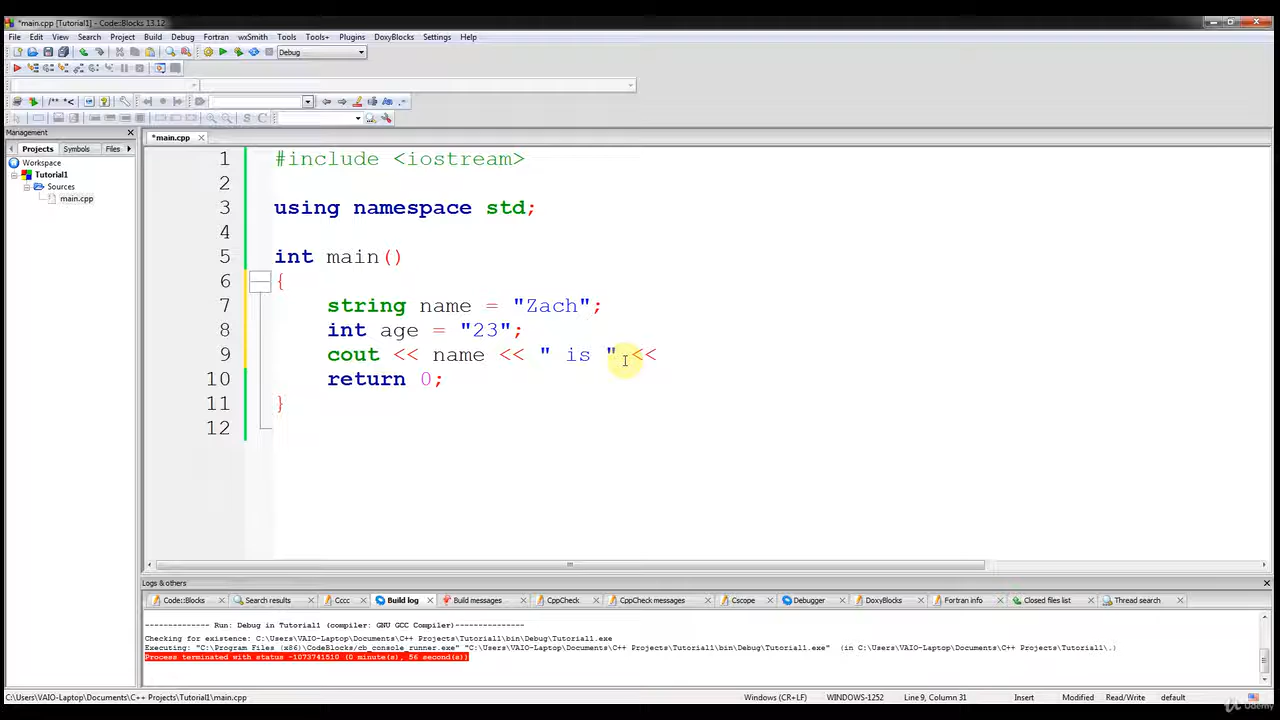 *main.cpp [Tutorial1] - Code::Blocks 13.12
File Edit View Search Project Build Debug Fortran wxSmith Tools Tools+ Plugins DoxyBlocks Settings Help
Debug
/** *<
Management
*main.cpp
Projects Symbols Files
Workspace
Tutorial1
Sources
main.cpp
1 #include <iostream>
2
3 using namespace std;
4
5 int main()
6 {
7 string name = "Zach";
8 int age = "23";
9 cout << name << " is " <<
10 return 0;
11 }
12
Logs & others
Code::Blocks Search results Cccc Build log Build messages CppCheck CppCheck messages Cscope Debugger DoxyBlocks Fortran info Closed files list Thread search
-------------- Run: Debug in Tutorial1 (compiler: GNU GCC Compiler)---------------
Checking for existence: C:\Users\VAIO-Laptop\Documents\C++ Projects\Tutorial1\bin\Debug\Tutorial1.exe
Executing: "C:\Program Files (x86)\CodeBlocks/cb_console_runner.exe" "C:\Users\VAIO-Laptop\Documents\C++ Projects\Tutorial1\bin\Debug\Tutorial1.exe" (in C:\Users\VAIO-Laptop\Documents\C++ Projects\Tutorial1\.)
Process terminated with status -1073741510 (0 minute(s), 56 second(s))
C:\Users\VAIO-Laptop\Documents\C++ Projects\Tutorial1\main.cpp Windows (CR+LF) WINDOWS-1252 Line 9, Column 31 Insert Modified Read/Write default
Udemy